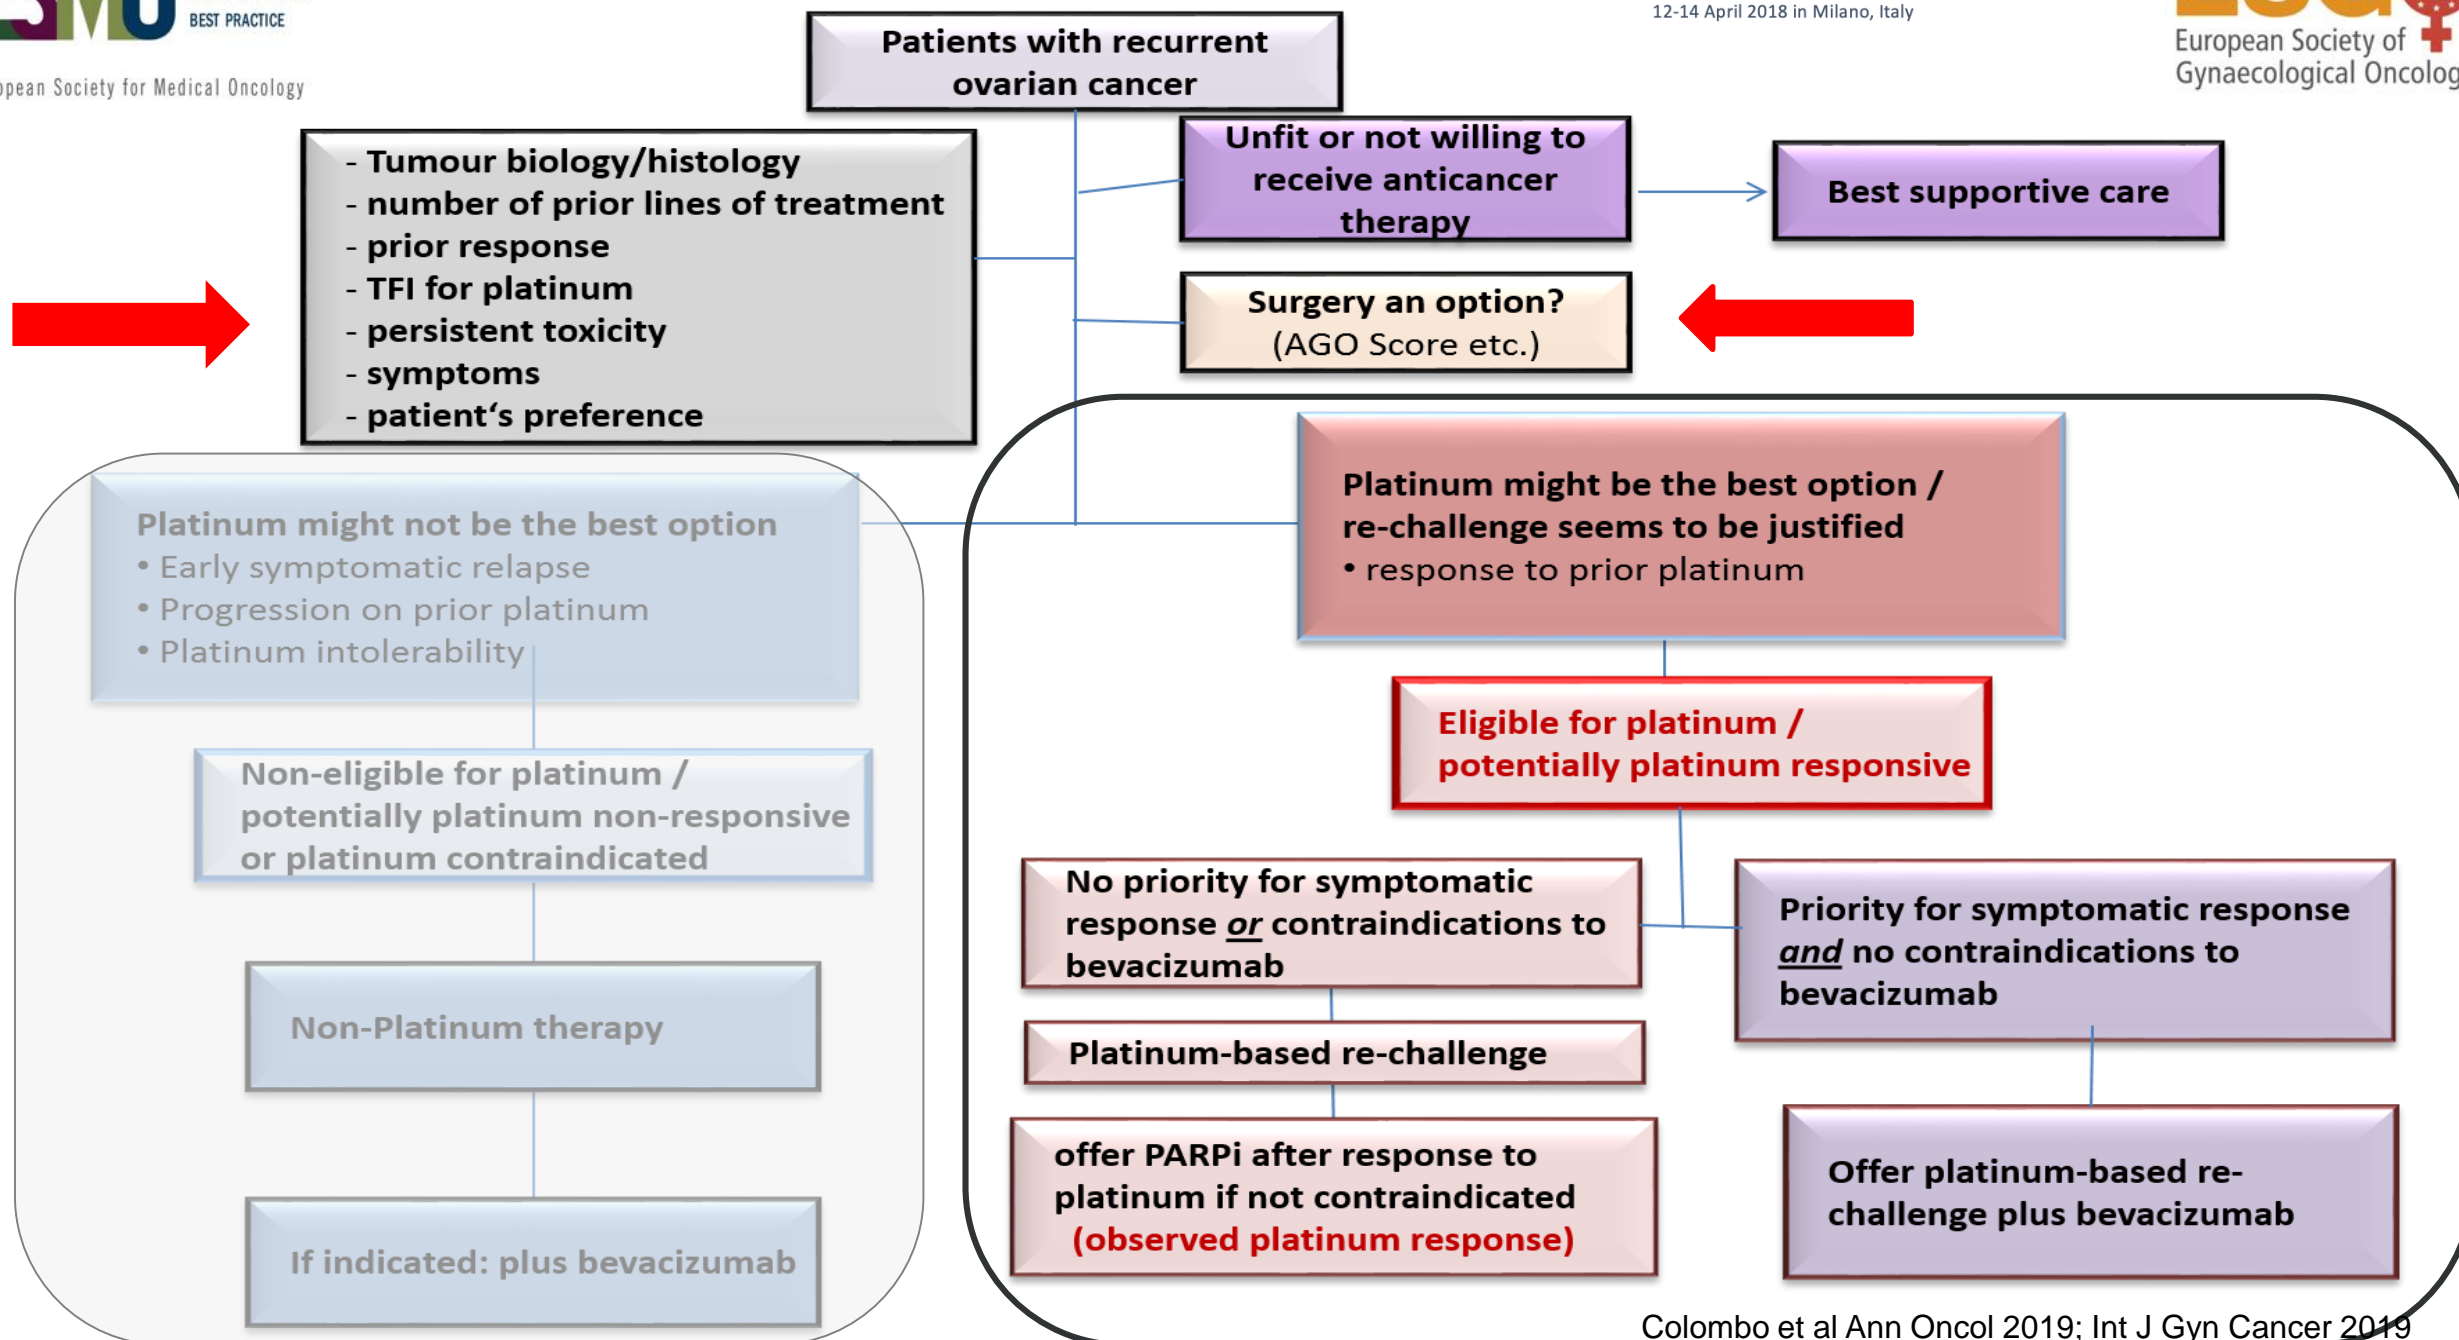 BEST PRACTICE
European Society for Medical Oncology
12-14 April 2018 in Milano, Italy
European Society of
Gynaecological Oncolog
Patients with recurrent
ovarian cancer
- Tumour biology/histology
- number of prior lines of treatment
- prior response
- TFI for platinum
- persistent toxicity
- symptoms
- patient‘s preference
Unfit or not willing to
receive anticancer
therapy
Best supportive care
Surgery an option?
(AGO Score etc.)
Platinum might not be the best option
• Early symptomatic relapse
• Progression on prior platinum
• Platinum intolerability
Non-eligible for platinum /
potentially platinum non-responsive
or platinum contraindicated
Non-Platinum therapy
If indicated: plus bevacizumab
Platinum might be the best option /
re-challenge seems to be justified
• response to prior platinum
Eligible for platinum /
potentially platinum responsive
No priority for symptomatic
response or contraindications to
bevacizumab
Platinum-based re-challenge
offer PARPi after response to
platinum if not contraindicated
(observed platinum response)
Priority for symptomatic response
and no contraindications to
bevacizumab
Offer platinum-based re-
challenge plus bevacizumab
Colombo et al Ann Oncol 2019; Int J Gyn Cancer 2019